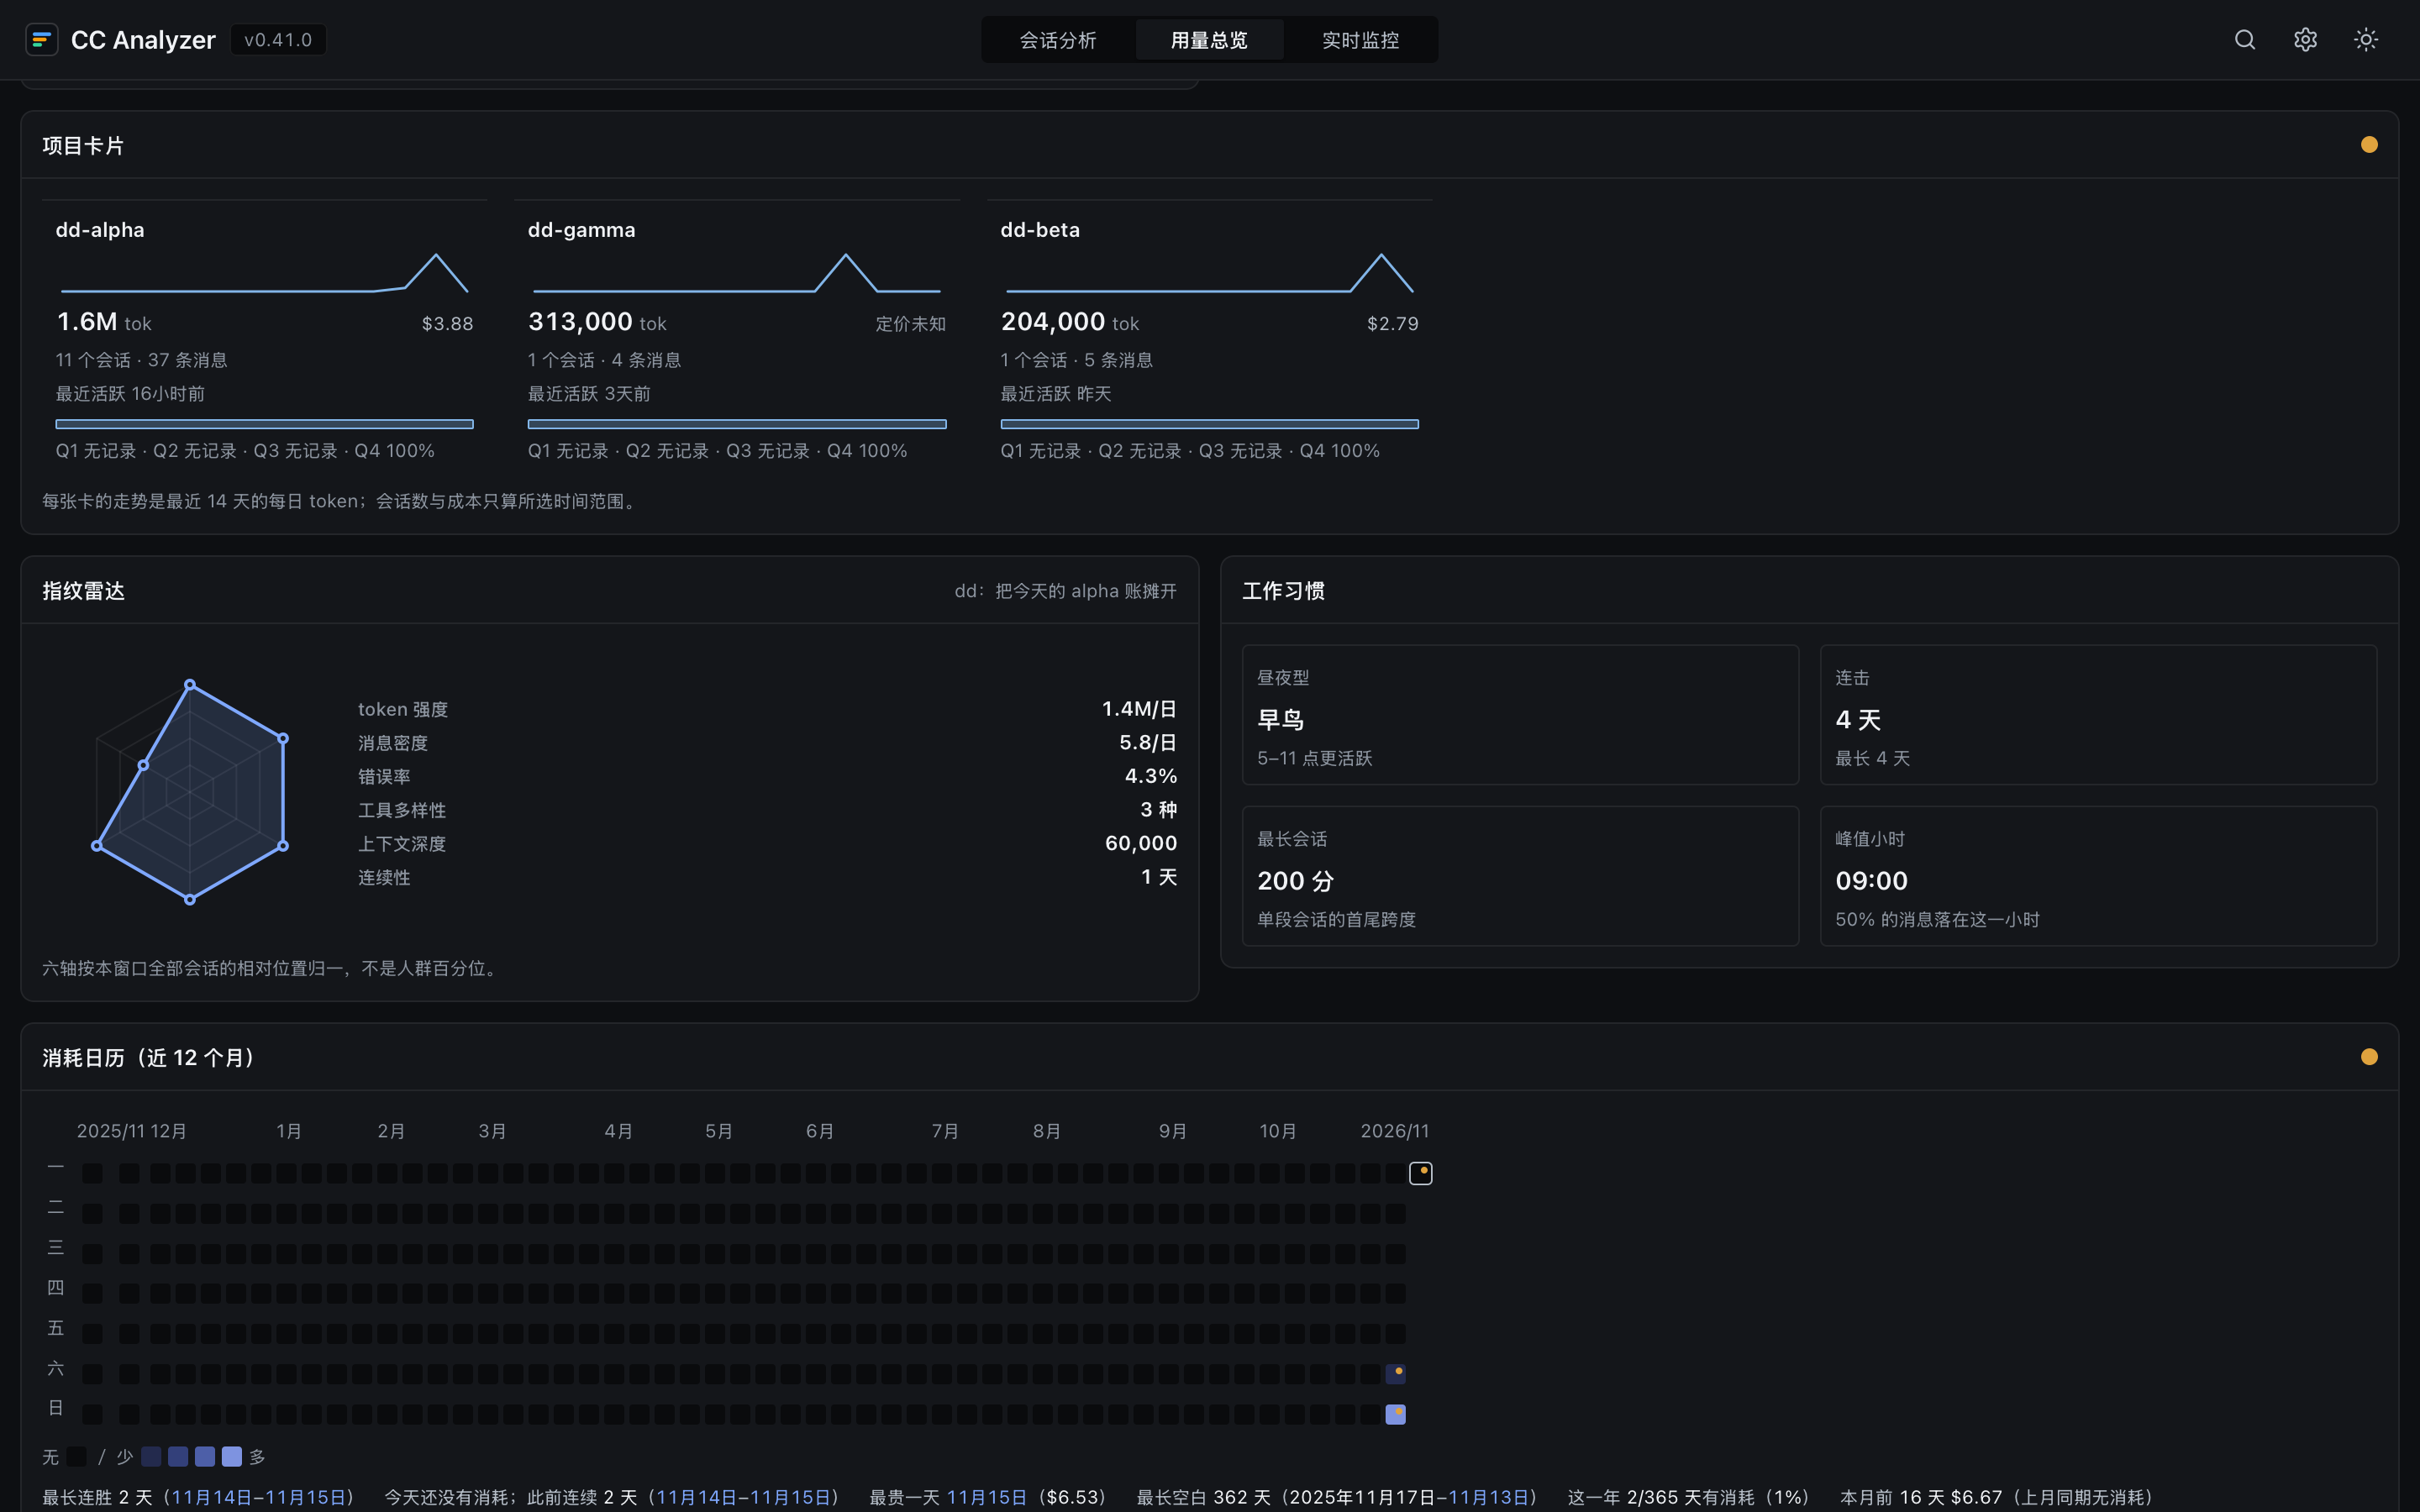 CC Analyzer v0.41.0 会话分析 用量总览 实时监控
项目卡片
dd-alpha
1.6M tok $3.88
11 个会话 · 37 条消息
最近活跃 16小时前
Q1 无记录 · Q2 无记录 · Q3 无记录 · Q4 100%
dd-gamma
313,000 tok 定价未知
1 个会话 · 4 条消息
最近活跃 3天前
Q1 无记录 · Q2 无记录 · Q3 无记录 · Q4 100%
dd-beta
204,000 tok $2.79
1 个会话 · 5 条消息
最近活跃 昨天
Q1 无记录 · Q2 无记录 · Q3 无记录 · Q4 100%
每张卡的走势是最近 14 天的每日 token；会话数与成本只算所选时间范围。
指纹雷达 dd：把今天的 alpha 账摊开
token 强度 1.4M/日
消息密度 5.8/日
错误率 4.3%
工具多样性 3 种
上下文深度 60,000
连续性 1 天
六轴按本窗口全部会话的相对位置归一，不是人群百分位。
工作习惯
昼夜型
早鸟
5–11 点更活跃
连击
4 天
最长 4 天
最长会话
200 分
单段会话的首尾跨度
峰值小时
09:00
50% 的消息落在这一小时
消耗日历（近 12 个月）
2025/11 12月 1月 2月 3月 4月 5月 6月 7月 8月 9月 10月 2026/11
一
二
三
四
五
六
日
无 / 少 多
最长连胜 2 天（11月14日–11月15日） 今天还没有消耗；此前连续 2 天（11月14日–11月15日） 最贵一天 11月15日（$6.53） 最长空白 362 天（2025年11月17日–11月13日） 这一年 2/365 天有消耗（1%） 本月前 16 天 $6.67（上月同期无消耗）